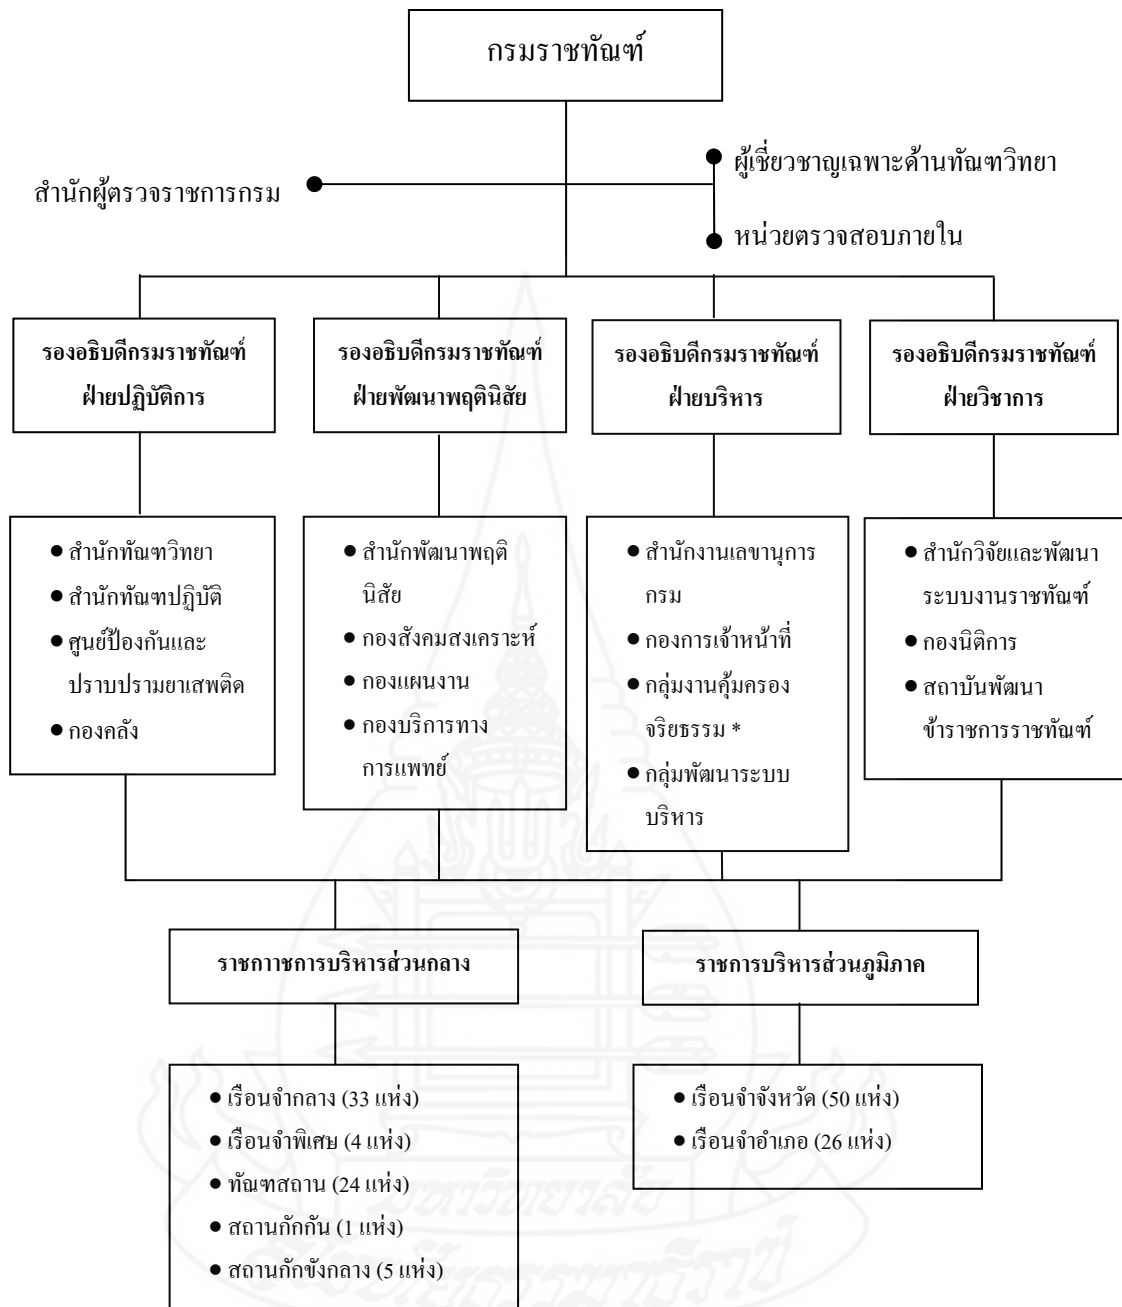 กรมราชทัณฑ์
ผู้เชี่ยวชาญเฉพาะด้านทัณฑวิทยา
สำนักผู้ตรวจราชการกรม
หน่วยตรวจสอบภายใน
รองอธิบดีกรมราชทัณฑ์
ฝ่ายปฏิบัติการ
รองอธิบดีกรมราชทัณฑ์
ฝ่ายพัฒนาพฤตินิสัย
รองอธิบดีกรมราชทัณฑ์
ฝ่ายบริหาร
รองอธิบดีกรมราชทัณฑ์
ฝ่ายวิชาการ
● สำนักทัณฑวิทยา
● สำนักทัณฑปฏิบัติ
● ศูนย์ป้องกันและ
ปราบปรามยาเสพติด
● กองคลัง
● สำนักพัฒนาพฤติ
นิสัย
● กองสังคมสงเคราะห์
● กองแผนงาน
● กองบริการทาง
การแพทย์
● สำนักงานเลขานุการ
กรม
● กองการเจ้าหน้าที่
● กลุ่มงานคุ้มครอง
จริยธรรม *
● กลุ่มพัฒนาระบบ
บริหาร
● สำนักวิจัยและพัฒนา
ระบบงานราชทัณฑ์
● กองนิติการ
● สถาบันพัฒนา
ข้าราชการราชทัณฑ์
ราชกาาชการบริหารส่วนกลาง
ราชการบริหารส่วนภูมิภาค
● เรือนจำกลาง (33 แห่ง)
● เรือนจำพิเศษ (4 แห่ง)
● ทัณฑสถาน (24 แห่ง)
● สถานกักกัน (1 แห่ง)
● สถานกักขังกลาง (5 แห่ง)
● เรือนจำจังหวัด (50 แห่ง)
● เรือนจำอำเภอ (26 แห่ง)
มหาวิทยาลัย
สุโขทัยธรรมาธิราช